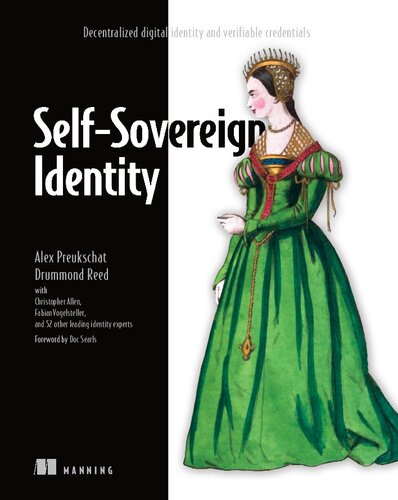 Decentralized digital identity and verifiable credentials
Self-Sovereign
Identity
Alex Preukschat
Drummond Reed
with
Christopher Allen,
Fabian Vogelsteller,
and 52 other leading identity experts
Foreword by Doc Searls
MANNING